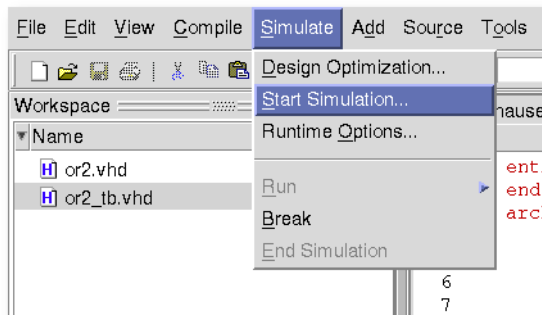 File Edit View Compile Simulate Add Source Tools
Design Optimization...
Workspace
Start Simulation...
Name
Runtime Options...
or2.vhd
or2_tb.vhd
Run
end
Break
End Simulation
6
7